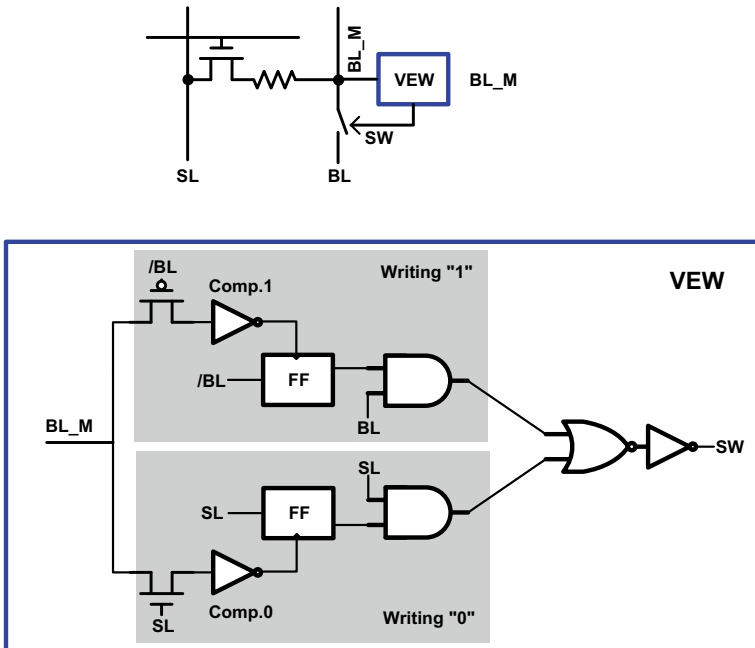 BL_M
VEW
BL_M
SW
SL
BL
/BL
Writing "1"
VEW
Comp.1
/BL
FF
BL
BL_M
SW
SL
SL
FF
Comp.0
SL
Writing "0"